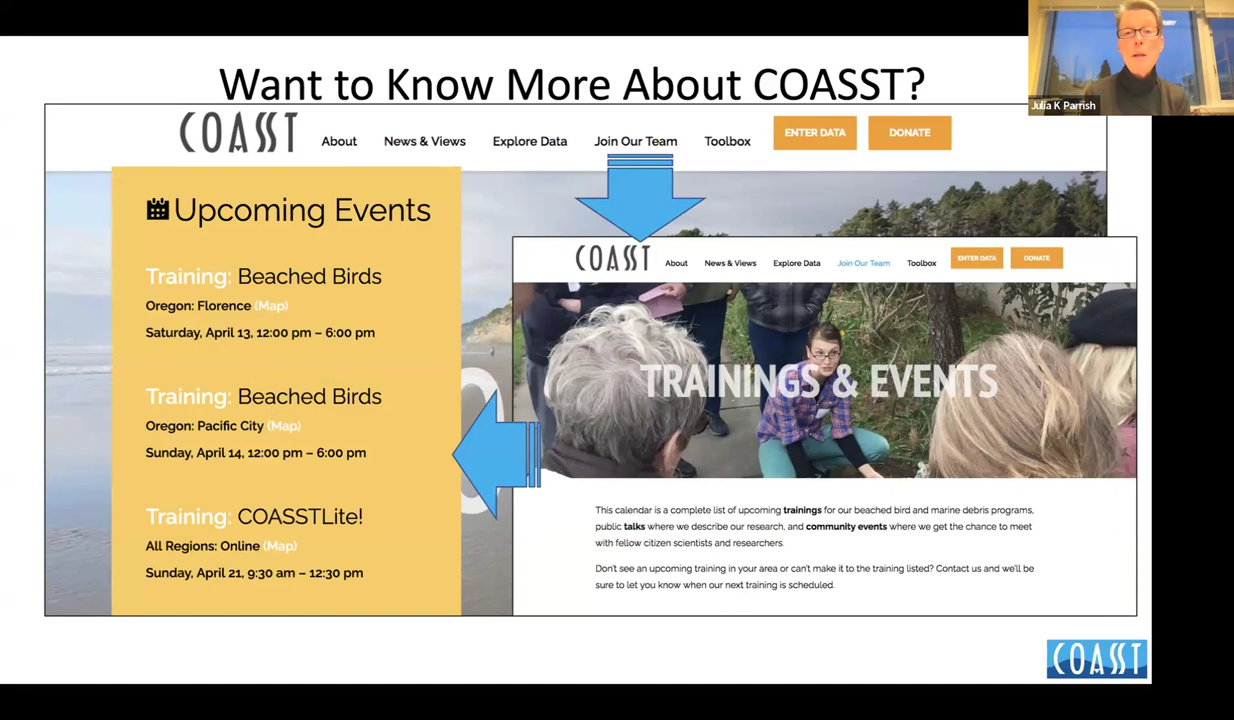 Want to Know More About COASST?
Julia K Parrish
COASST About News & Views Explore Data Join Our Team Toolbox ENTER DATA DONATE
Upcoming Events
Training: Beached Birds
Oregon: Florence (Map)
Saturday, April 13, 12:00 pm – 6:00 pm
Training: Beached Birds
Oregon: Pacific City (Map)
Sunday, April 14, 12:00 pm – 6:00 pm
Training: COASSTLite!
All Regions: Online (Map)
Sunday, April 21, 9:30 am – 12:30 pm
COASST About News & Views Explore Data Join Our Team Toolbox ENTER DATA DONATE
TRAININGS & EVENTS
This calendar is a complete list of upcoming trainings for our beached bird and marine debris programs,
public talks where we describe our research, and community events where we get the chance to meet
with fellow citizen scientists and researchers.
Don't see an upcoming training in your area or can't make it to the training listed? Contact us and we'll be
sure to let you know when our next training is scheduled.
COASST